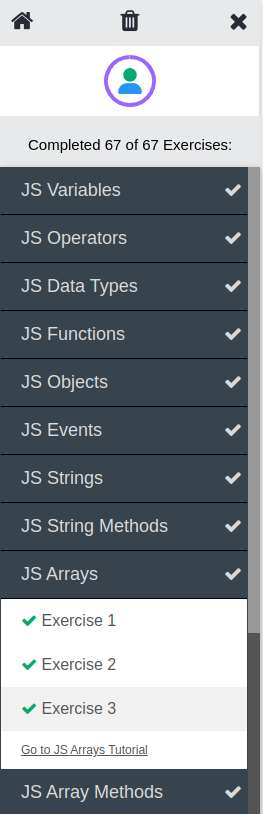 Completed 67 of 67 Exercises:
JS Variables
JS Operators
JS Data Types
JS Functions
JS Objects
JS Events
JS Strings
JS String Methods
JS Arrays
Exercise 1
Exercise 2
Exercise 3
Go to JS Arrays Tutorial
JS Array Methods